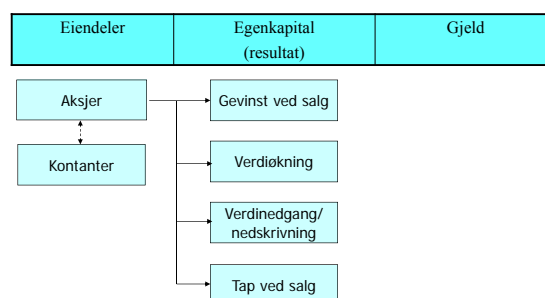 Eiendeler
Egenkapital
(resultat)
Gjeld
Aksjer
Gevinst ved salg
Kontanter
Verdiøkning
Verdinedgang/
nedskrivning
Tap ved salg